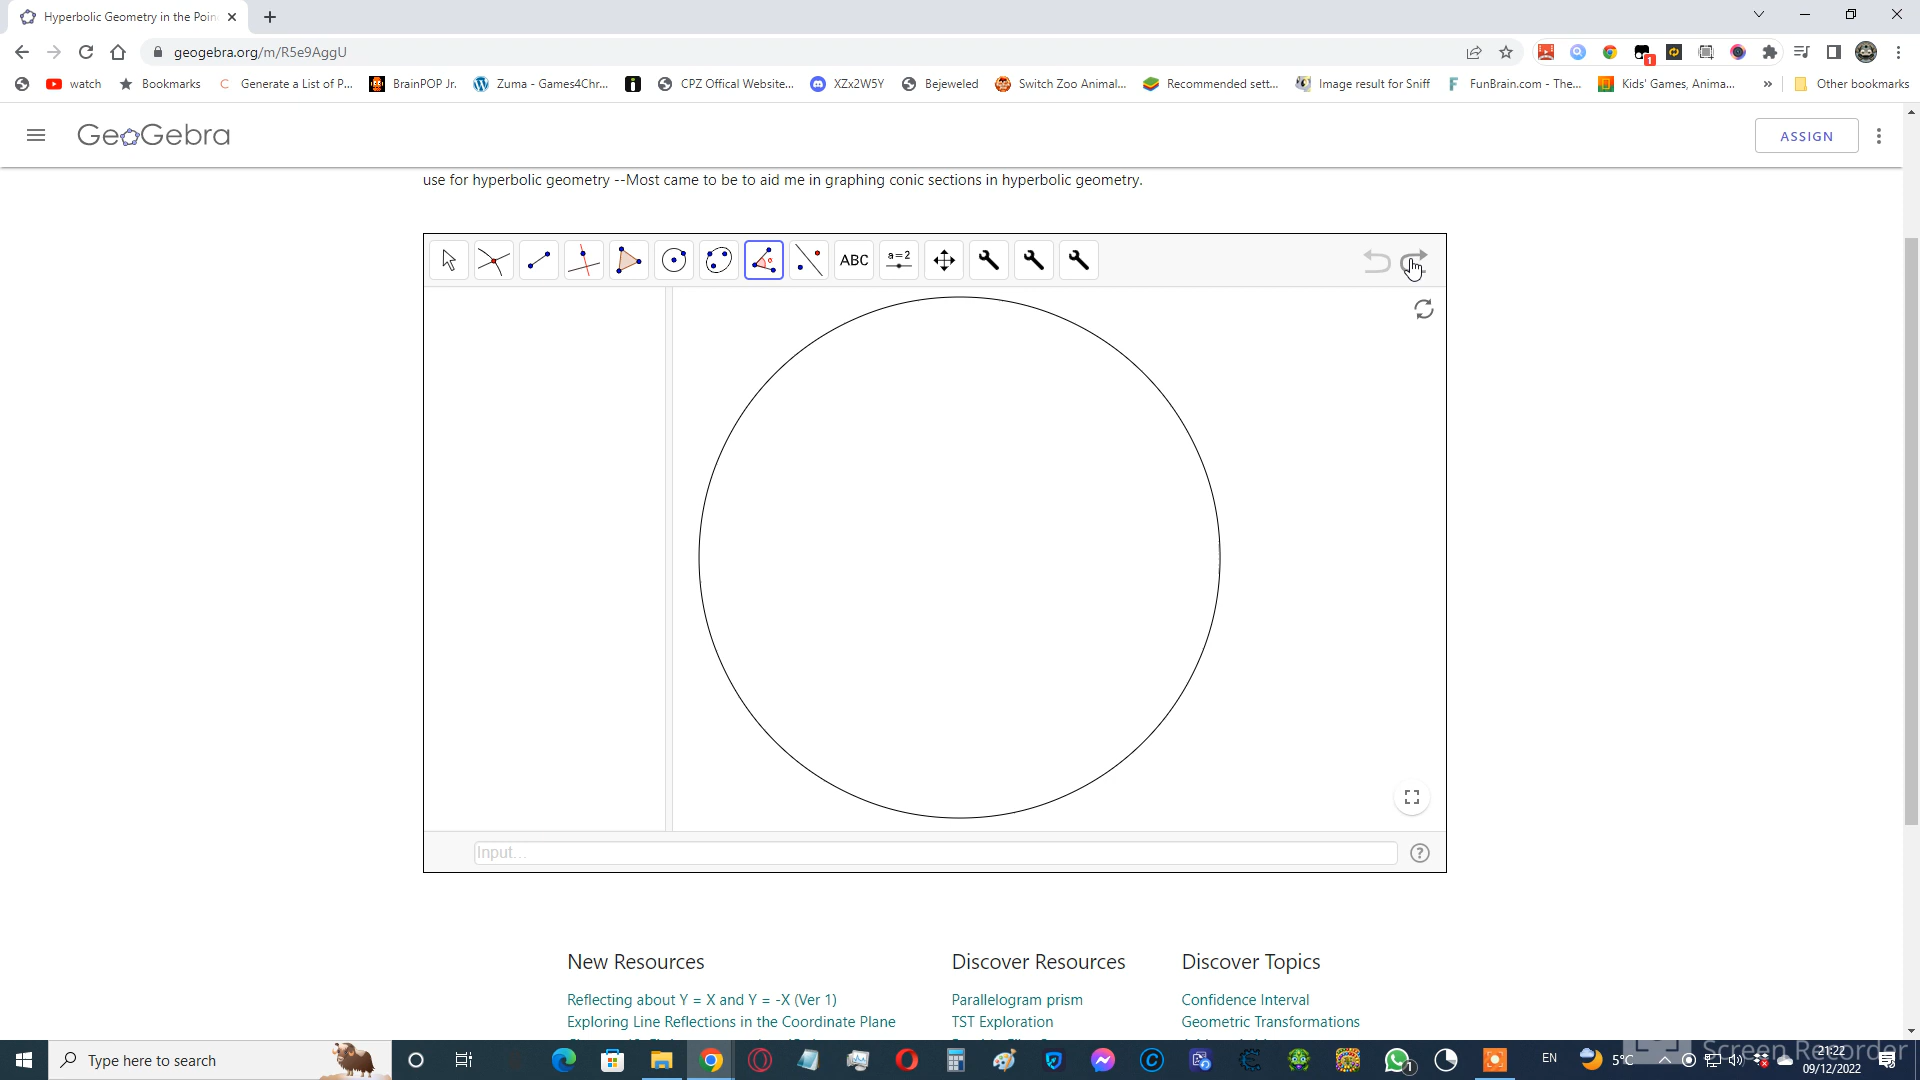 Hyperbolic Geometry in the Poin
geogebra.org/m/R5e9AggU
1
watch
Bookmarks
C Generate a List of P...
BrainPOP Jr.
Zuma - Games4Chr...
CPZ Offical Website...
XZx2W5Y
Bejeweled
Switch Zoo Animal...
Recommended sett...
Image result for Sniff
F FunBrain.com - The...
Kids' Games, Anima...
» Other bookmarks
GeoGebra
ASSIGN
use for hyperbolic geometry --Most came to be to aid me in graphing conic sections in hyperbolic geometry.
ABC
a=2
Input...
?
New Resources
Discover Resources
Discover Topics
Reflecting about Y = X and Y = -X (Ver 1)
Parallelogram prism
Confidence Interval
Exploring Line Reflections in the Coordinate Plane
TST Exploration
Geometric Transformations
Type here to search
1
EN
5°C
Screen Recorder
21:22
09/12/2022